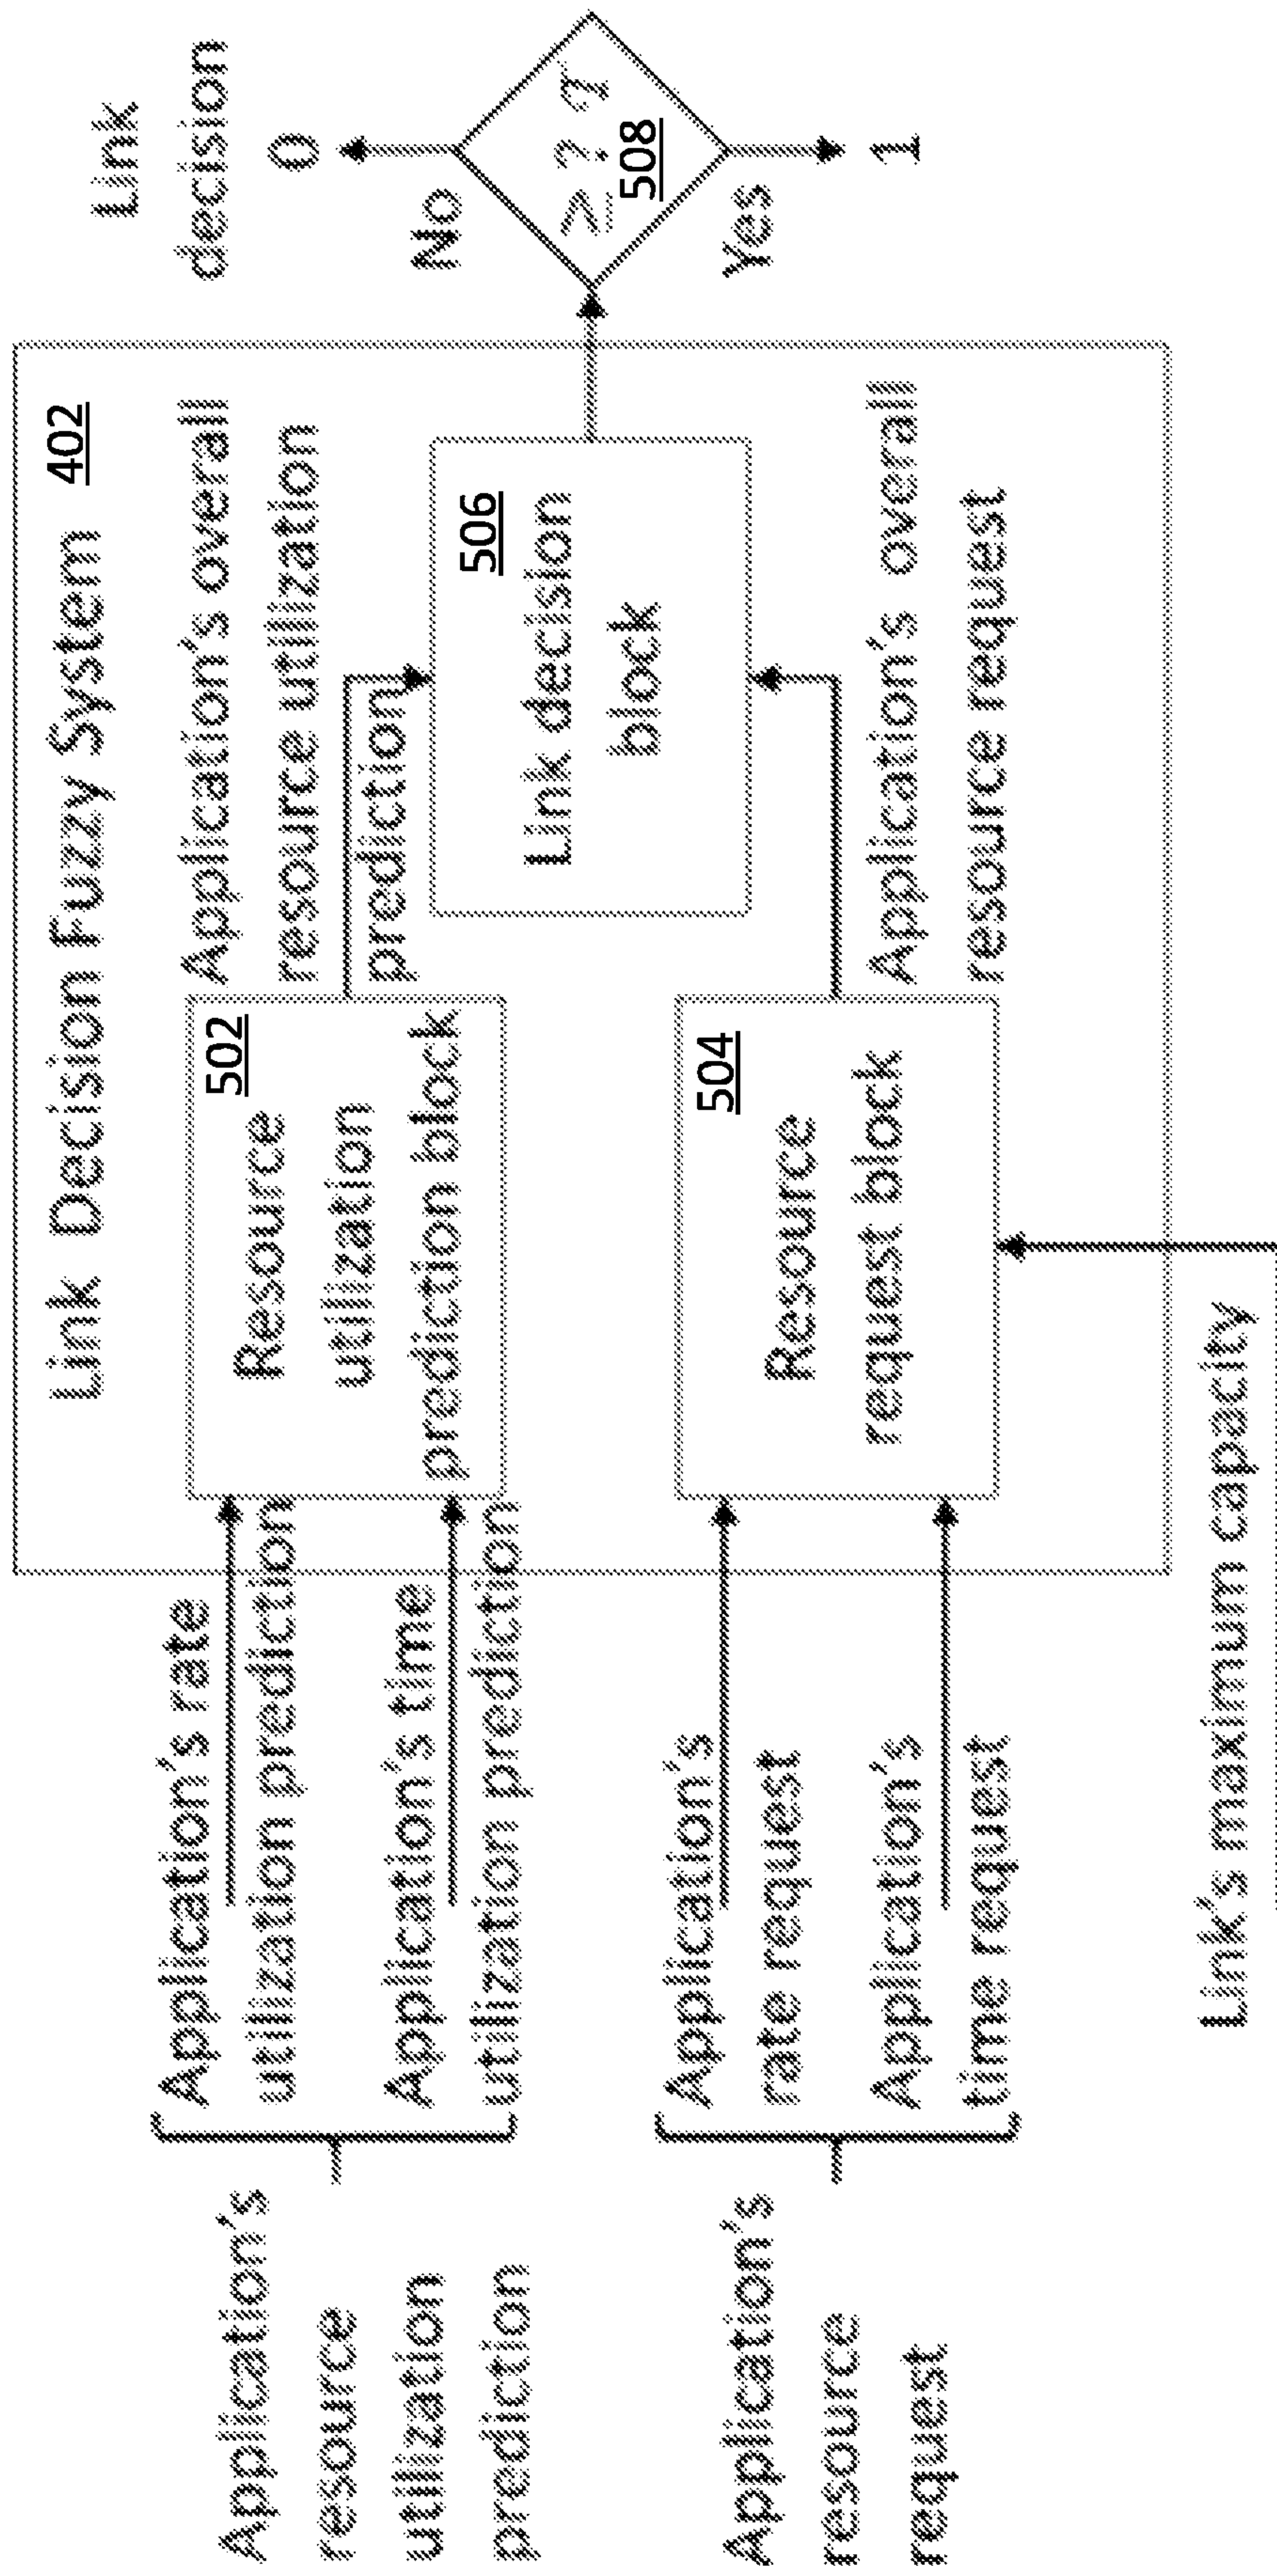 Link Decision Fuzzy System 402
Application's
resource
utilization
prediction
Application's rate
utilization prediction
Application's time
utilization prediction
502
Resource
utilization
prediction block
Application's overall
resource utilization
prediction
506
Link decision
block
Link
decision
0
No
≥ ?
508
Yes
1
Application's
resource
request
Application's
rate request
Application's
time request
504
Resource
request block
Application's overall
resource request
Link's maximum capacity